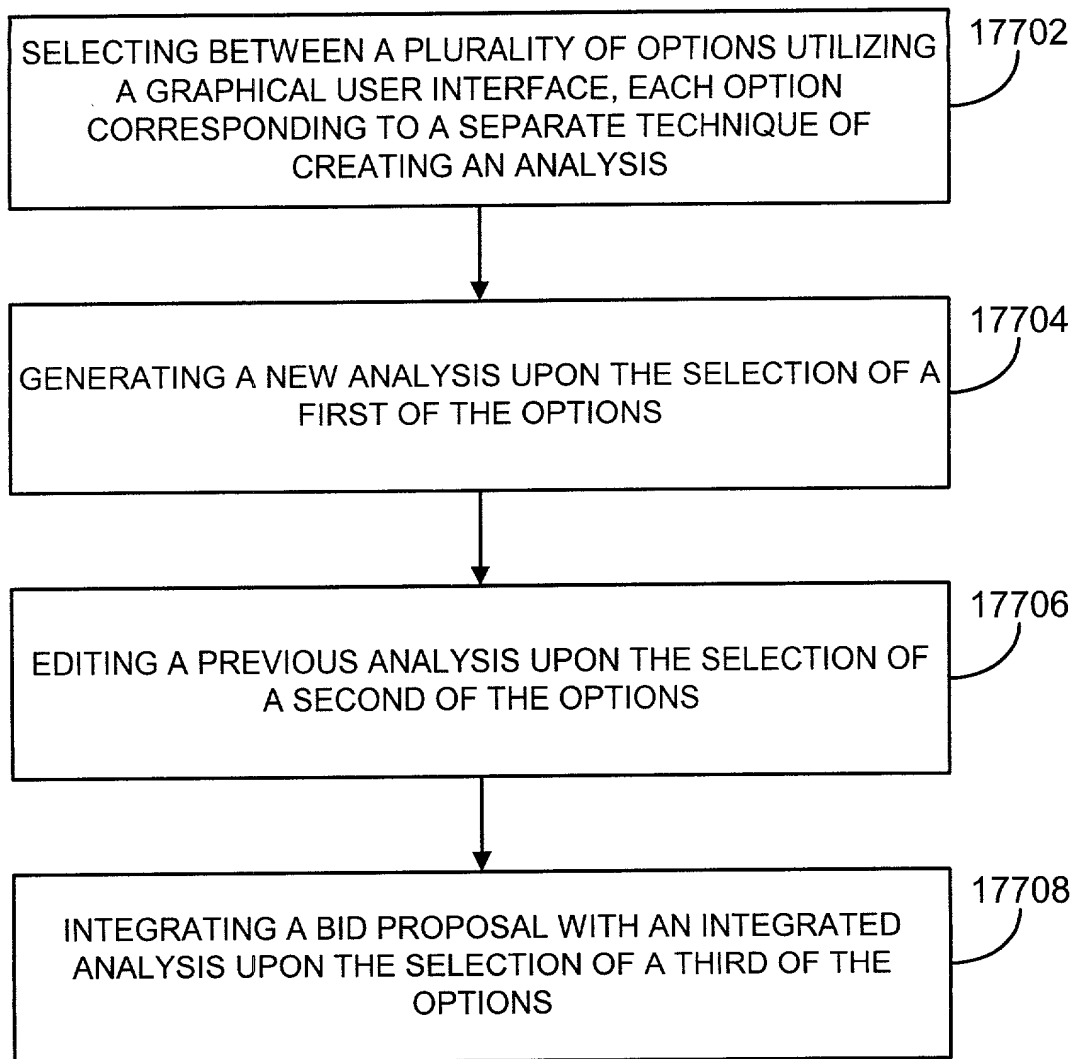 17702
SELECTING BETWEEN A PLURALITY OF OPTIONS UTILIZING
A GRAPHICAL USER INTERFACE, EACH OPTION
CORRESPONDING TO A SEPARATE TECHNIQUE OF
CREATING AN ANALYSIS
17704
GENERATING A NEW ANALYSIS UPON THE SELECTION OF A
FIRST OF THE OPTIONS
17706
EDITING A PREVIOUS ANALYSIS UPON THE SELECTION OF
A SECOND OF THE OPTIONS
17708
INTEGRATING A BID PROPOSAL WITH AN INTEGRATED
ANALYSIS UPON THE SELECTION OF A THIRD OF THE
OPTIONS